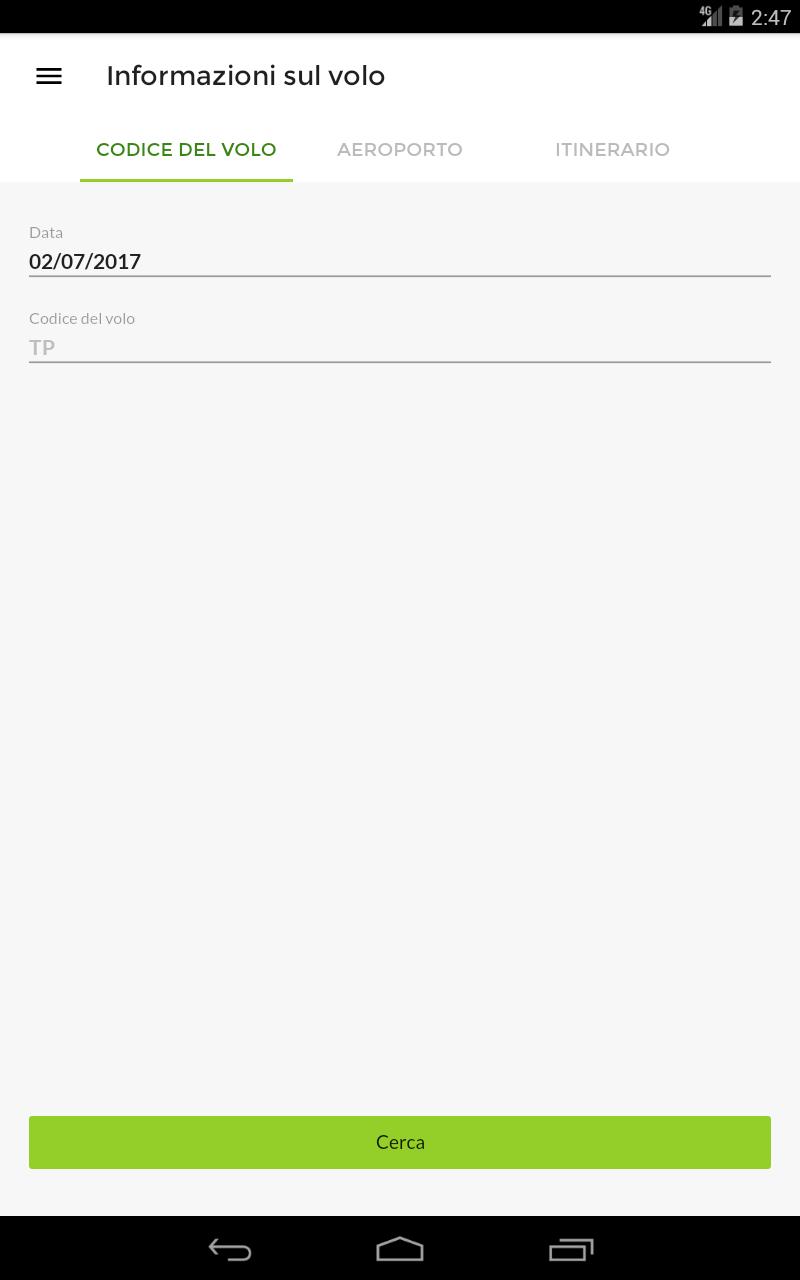 4G 2:47
Informazioni sul volo
CODICE DEL VOLO AEROPORTO ITINERARIO
Data
02/07/2017
Codice del volo
TP
Cerca